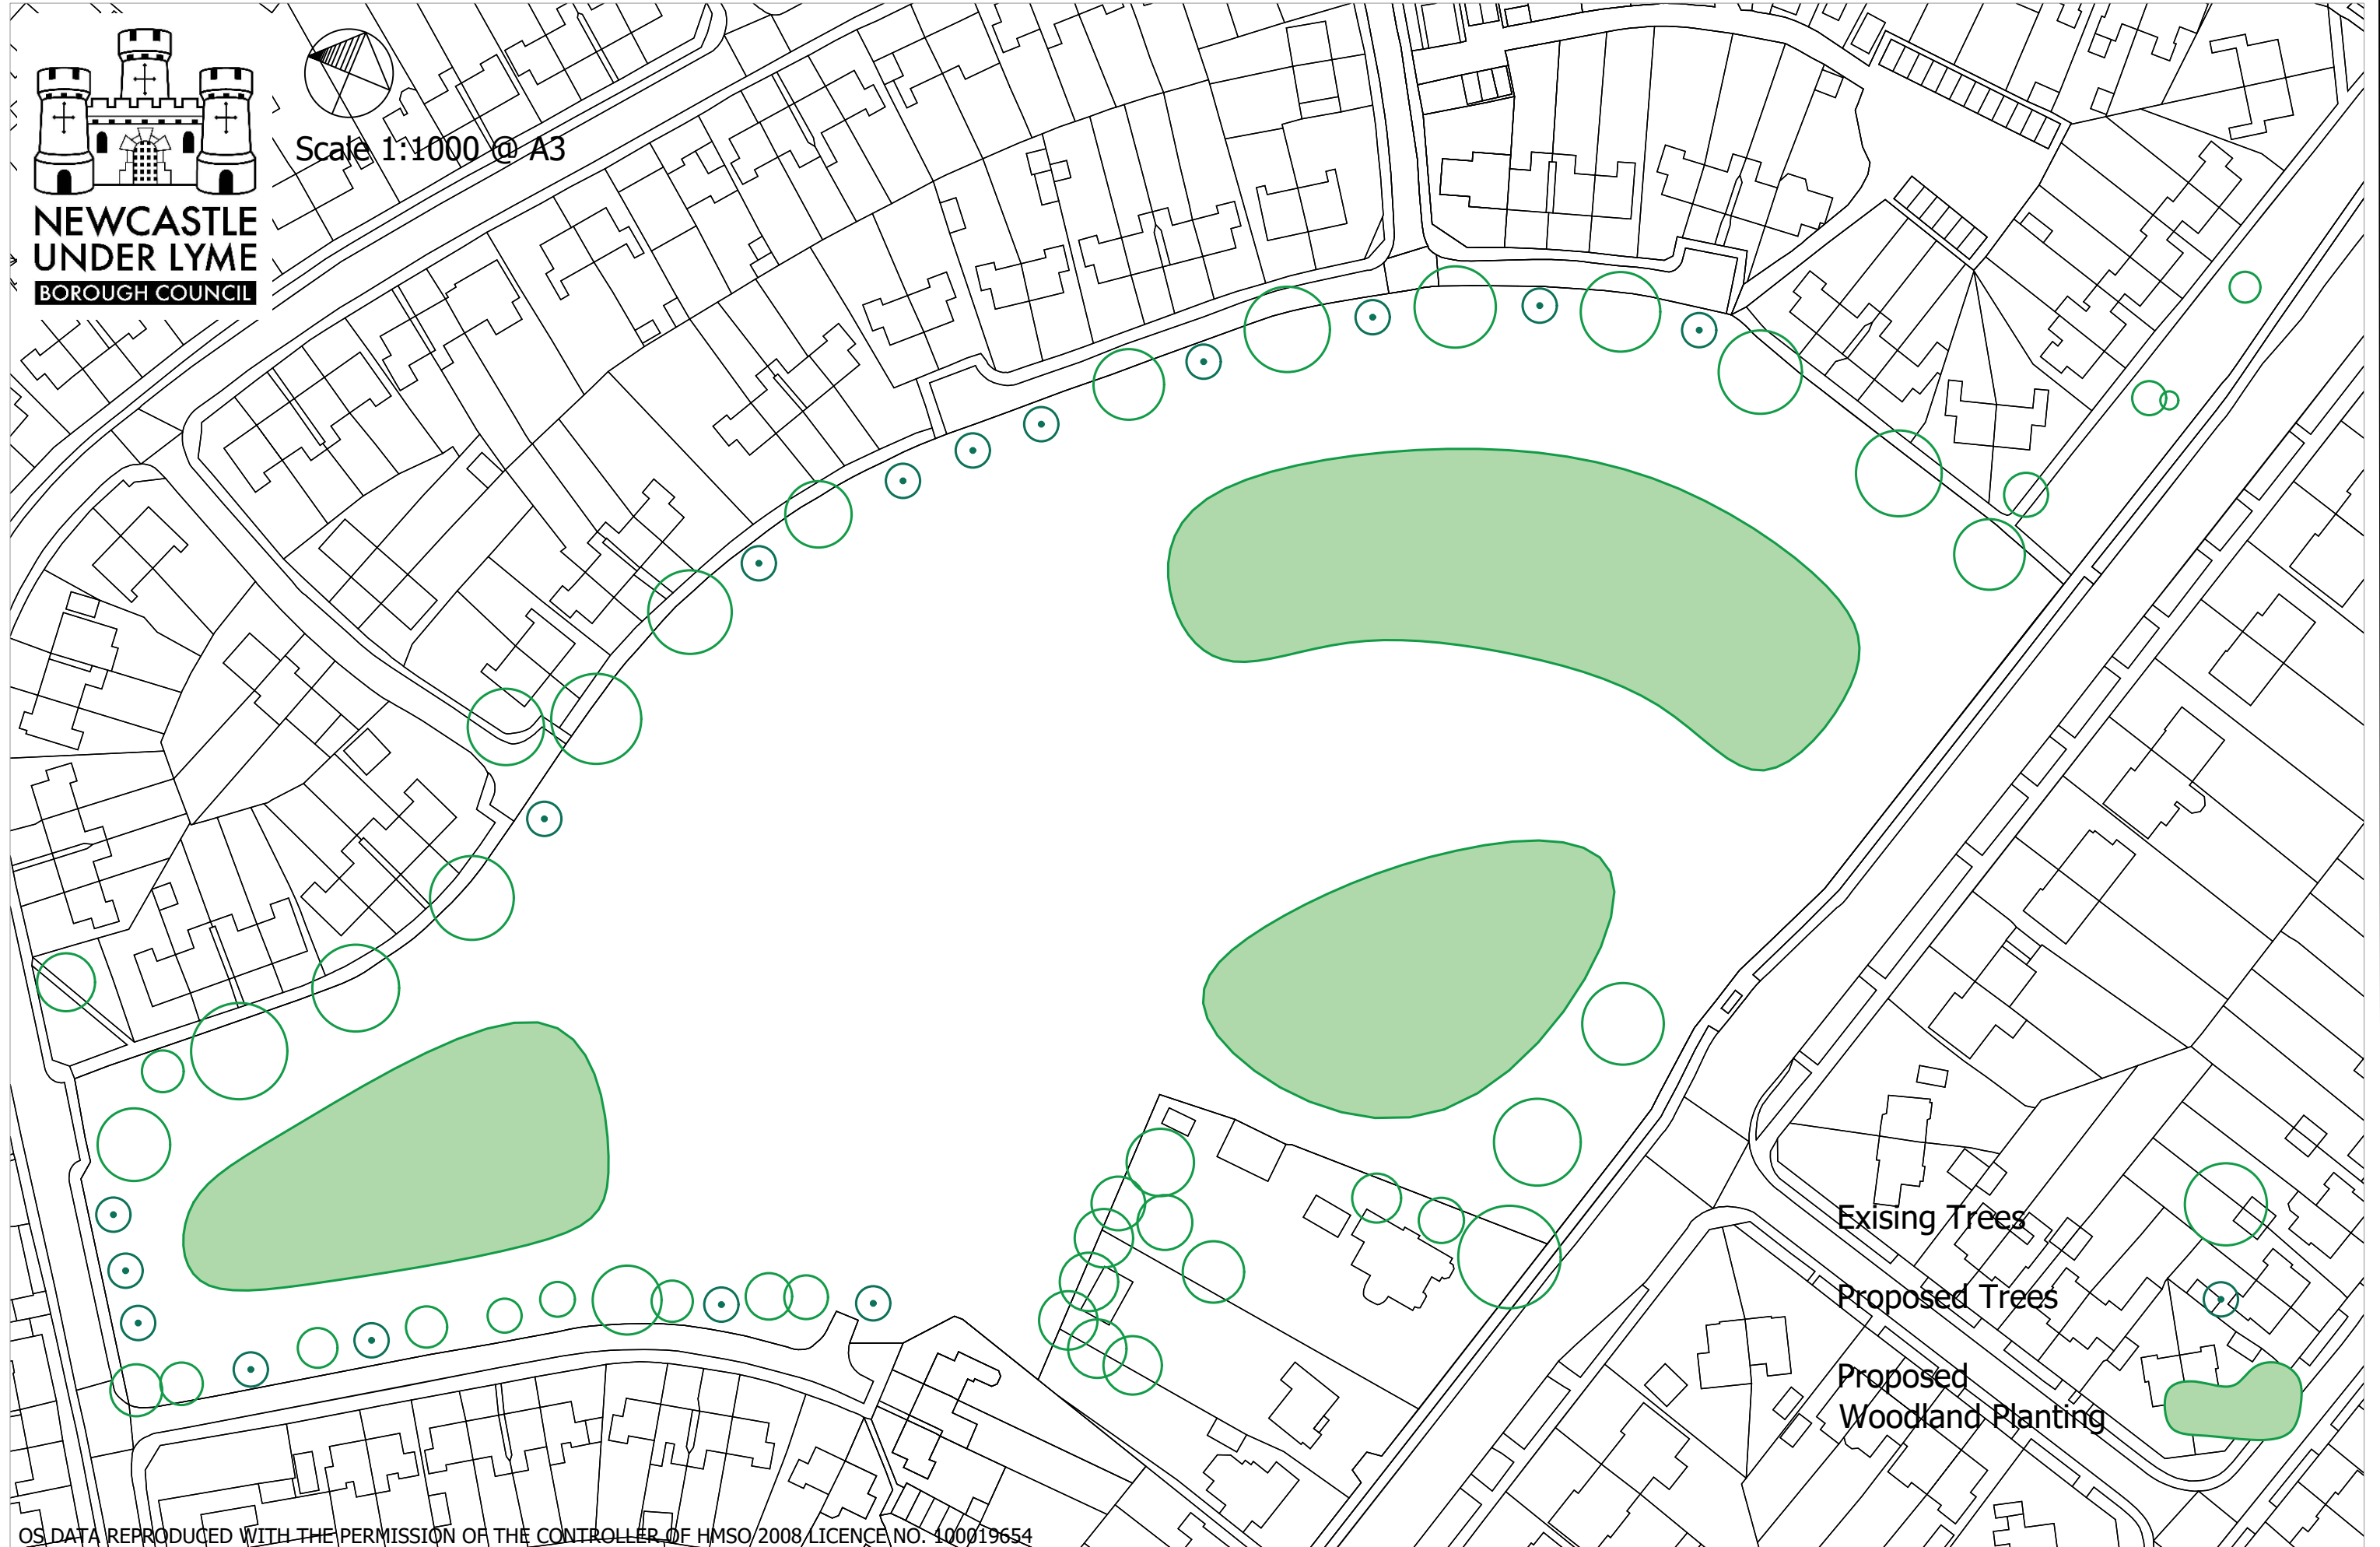 NEWCASTLE
UNDER LYME
BOROUGH COUNCIL
Scale 1:1000 @ A3
Exising Trees
Proposed Trees
Proposed
Woodland Planting
OS DATA REPRODUCED WITH THE PERMISSION OF THE CONTROLLER OF HMSO 2008 LICENCE NO. 100019654